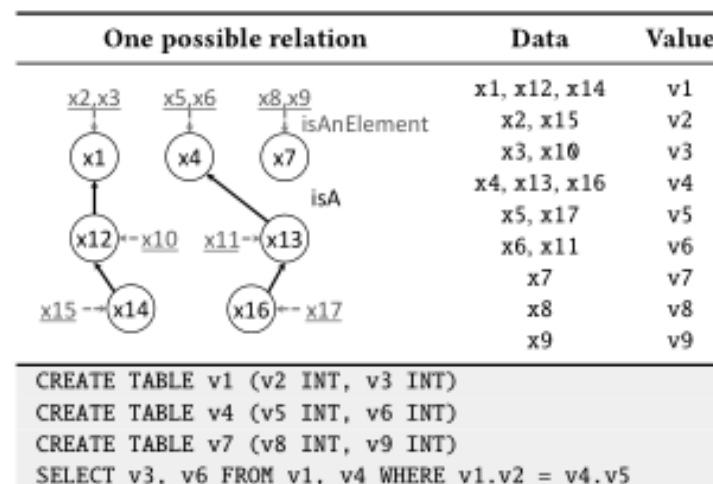 One possible relation Data Value
x2,x3 x5,x6 x8,x9
isAnElement
x1 x4 x7
isA
x12 x10 x11 x13
x15 x14 x16 x17
x1, x12, x14 v1
x2, x15 v2
x3, x10 v3
x4, x13, x16 v4
x5, x17 v5
x6, x11 v6
x7 v7
x8 v8
x9 v9
CREATE TABLE v1 (v2 INT, v3 INT)
CREATE TABLE v4 (v5 INT, v6 INT)
CREATE TABLE v7 (v8 INT, v9 INT)
SELECT v3, v6 FROM v1, v4 WHERE v1.v2 = v4.v5